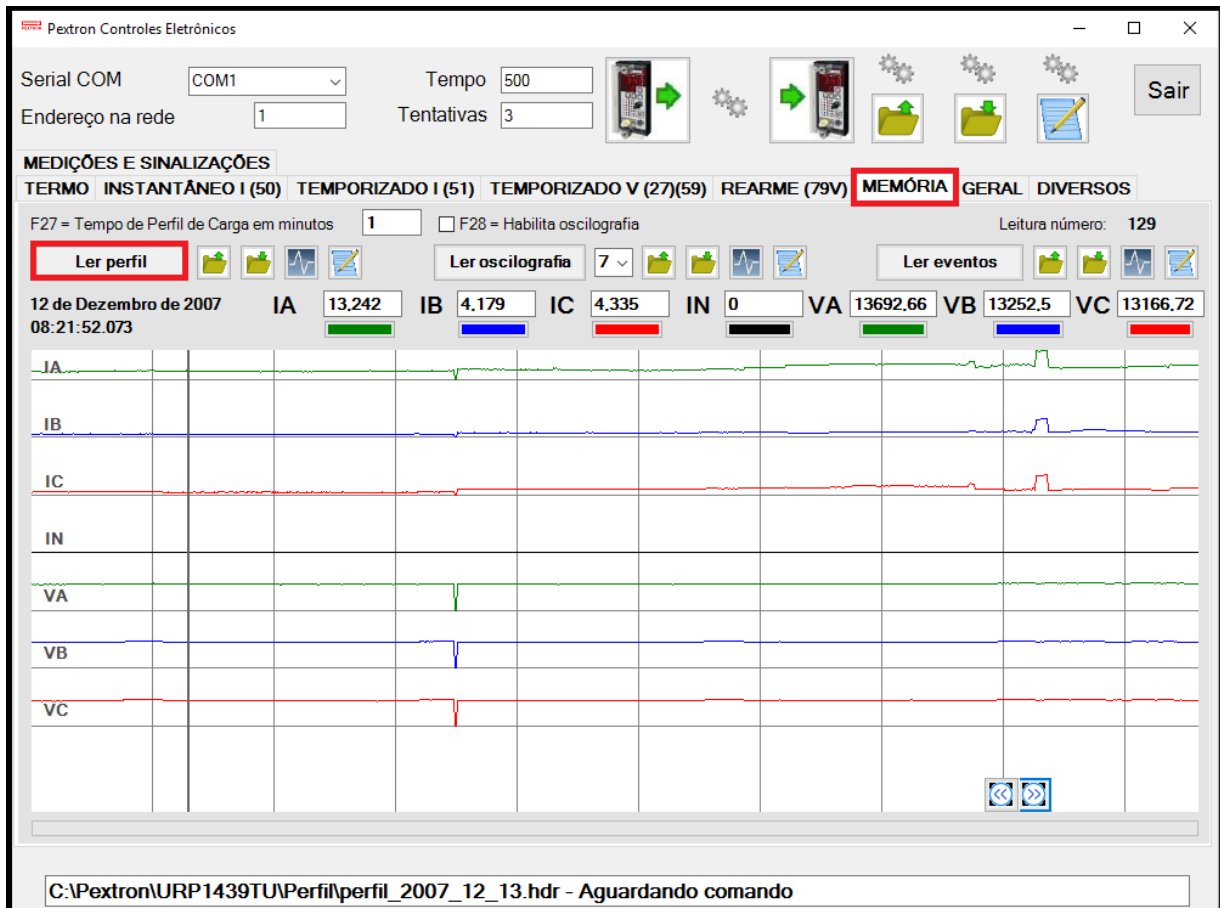 Pextron Controles Eletrônicos
Serial COM COM1 Tempo 500
Endereço na rede 1 Tentativas 3
Sair
MEDIÇÕES E SINALIZAÇÕES
TERMO INSTANTÂNEO I (50) TEMPORIZADO I (51) TEMPORIZADO V (27)(59) REARME (79V) MEMÓRIA GERAL DIVERSOS
F27 = Tempo de Perfil de Carga em minutos 1 F28 = Habilita oscilografia Leitura número: 129
Ler perfil Ler oscilografia 7 Ler eventos
12 de Dezembro de 2007 IA 13,242 IB 4,179 IC 4,335 IN 0 VA 13692,66 VB 13252,5 VC 13166,72
08:21:52.073
IA
IB
IC
IN
VA
VB
VC
C:\Pextron\URP1439TU\Perfil\perfil_2007_12_13.hdr - Aguardando comando